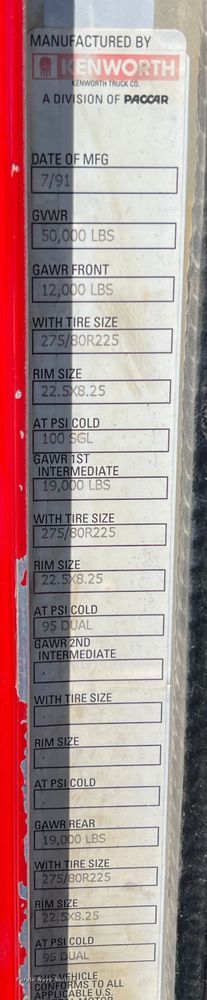 MANUFACTURED BY
KENWORTH
KENWORTH TRUCK CO.
A DIVISION OF PACCAR
DATE OF MFG
7/91
GVWR
50,000 LBS
GAWR FRONT
12,000 LBS
WITH TIRE SIZE
275/80R225
RIM SIZE
22.5X8.25
AT PSI COLD
100 SGL
GAWR 1ST
INTERMEDIATE
19,000 LBS
WITH TIRE SIZE
275/80R225
RIM SIZE
22.5X8.25
AT PSI COLD
95 DUAL
GAWR 2ND
INTERMEDIATE
.
WITH TIRE SIZE
.
RIM SIZE
.
AT PSI COLD
.
GAWR REAR
19,000 LBS
WITH TIRE SIZE
275/80R225
RIM SIZE
22.5X8.25
AT PSI COLD
95 DUAL
THIS VEHICLE
CONFORMS TO ALL
APPLICABLE U.S.
MOTOR